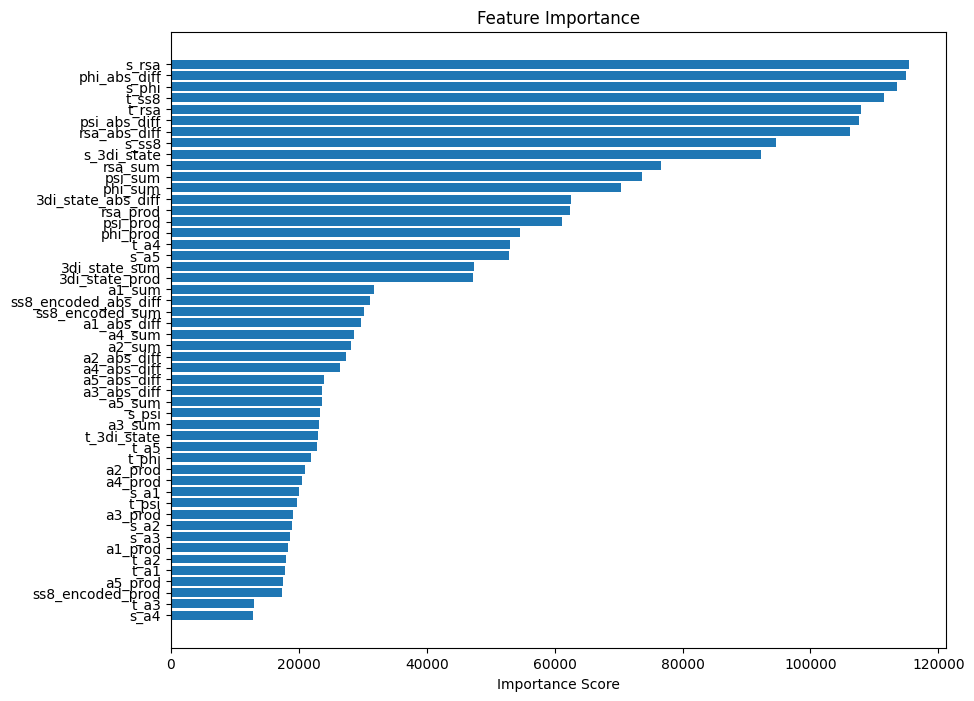 Feature Importance
s_rsa
phi_abs_diff
s_phi
t_ss8
t_rsa
psi_abs_diff
rsa_abs_diff
s_ss8
s_3di_state
rsa_sum
psi_sum
phi_sum
3di_state_abs_diff
rsa_prod
psi_prod
phi_prod
t_a4
s_a5
3di_state_sum
3di_state_prod
a1_sum
ss8_encoded_abs_diff
ss8_encoded_sum
a1_abs_diff
a4_sum
a2_sum
a2_abs_diff
a4_abs_diff
a5_abs_diff
a3_abs_diff
a5_sum
s_psi
a3_sum
t_3di_state
t_a5
t_phi
a2_prod
a4_prod
s_a1
t_psi
a3_prod
s_a2
s_a3
a1_prod
t_a2
t_a1
a5_prod
ss8_encoded_prod
t_a3
s_a4
0 20000 40000 60000 80000 100000 120000
Importance Score